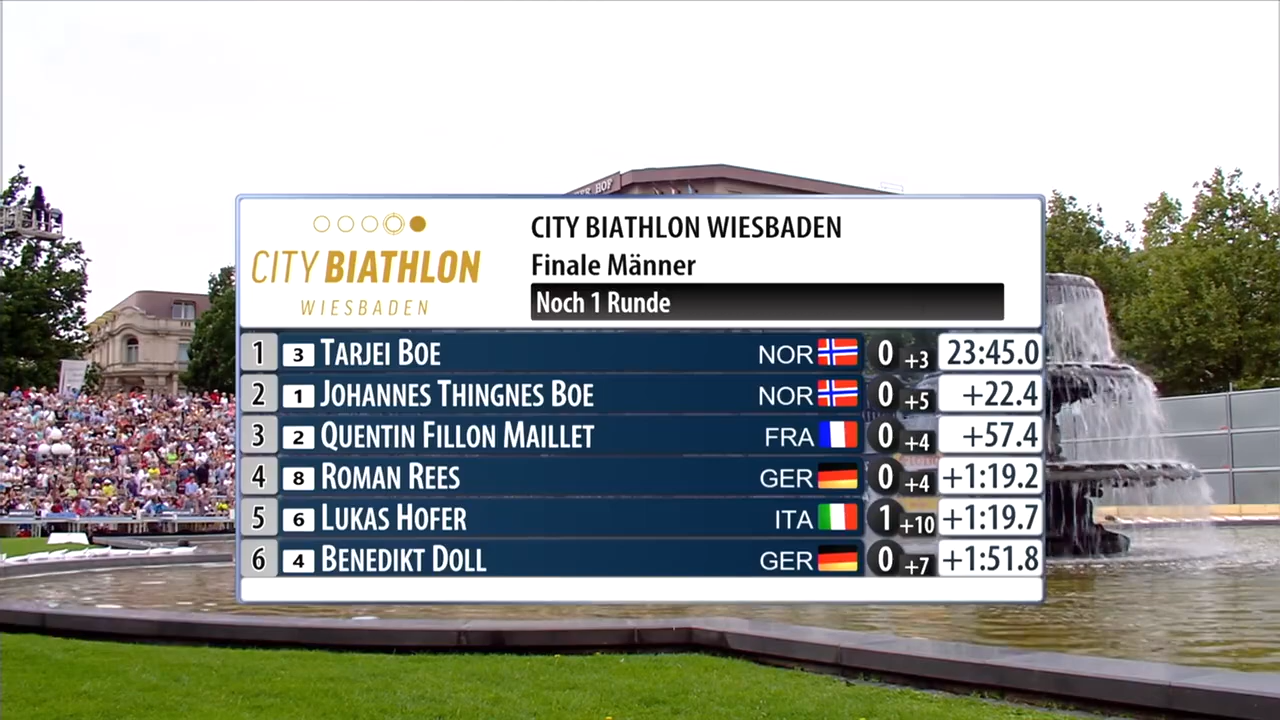 ER HOF
CITY BIATHLON
WIESBADEN
CITY BIATHLON WIESBADEN
Finale Männer
Noch 1 Runde
1 3 TARJEI BOE NOR 0 +3 23:45.0
2 1 JOHANNES THINGNES BOE NOR 0 +5 +22.4
3 2 QUENTIN FILLON MAILLET FRA 0 +4 +57.4
4 8 ROMAN REES GER 0 +4 +1:19.2
5 6 LUKAS HOFER ITA 1 +10 +1:19.7
6 4 BENEDIKT DOLL GER 0 +7 +1:51.8